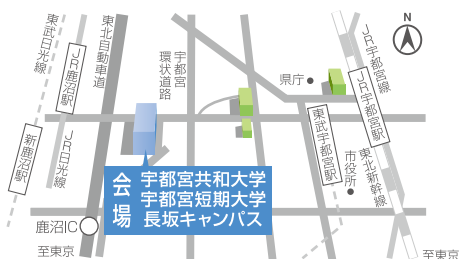 N
東武日光線
JR鹿沼駅
東北自動車道
宇都宮
環状道路
県庁
JR宇都宮線
JR宇都宮駅
新鹿沼駅
JR日光線
東武宇都宮駅
市役所
東北新幹線
会場
宇都宮共和大学
宇都宮短期大学
長坂キャンパス
鹿沼IC
至東京
至東京